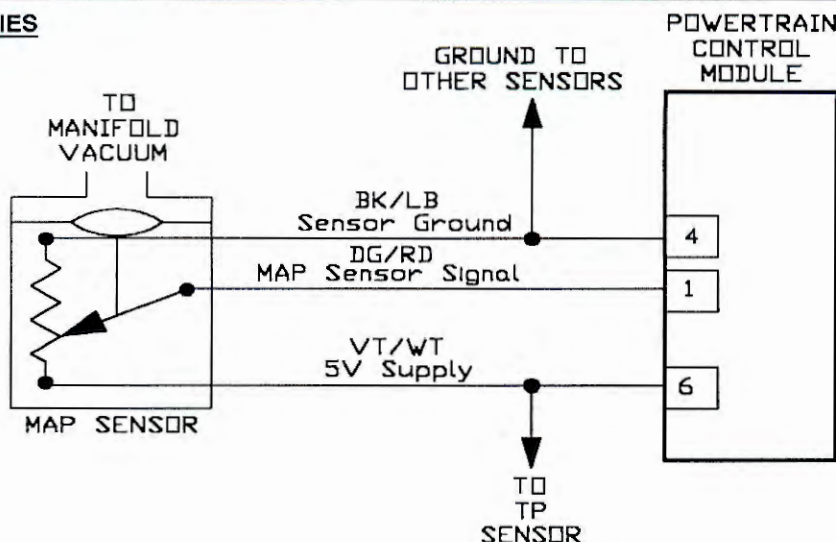 IES
POWERTRAIN
CONTROL
MODULE
GROUND TO
OTHER SENSORS
TO
MANIFOLD
VACUUM
BK/LB
Sensor Ground
4
DG/RD
MAP Sensor Signal
1
VT/WT
5V Supply
6
MAP SENSOR
TO
TP
SENSOR